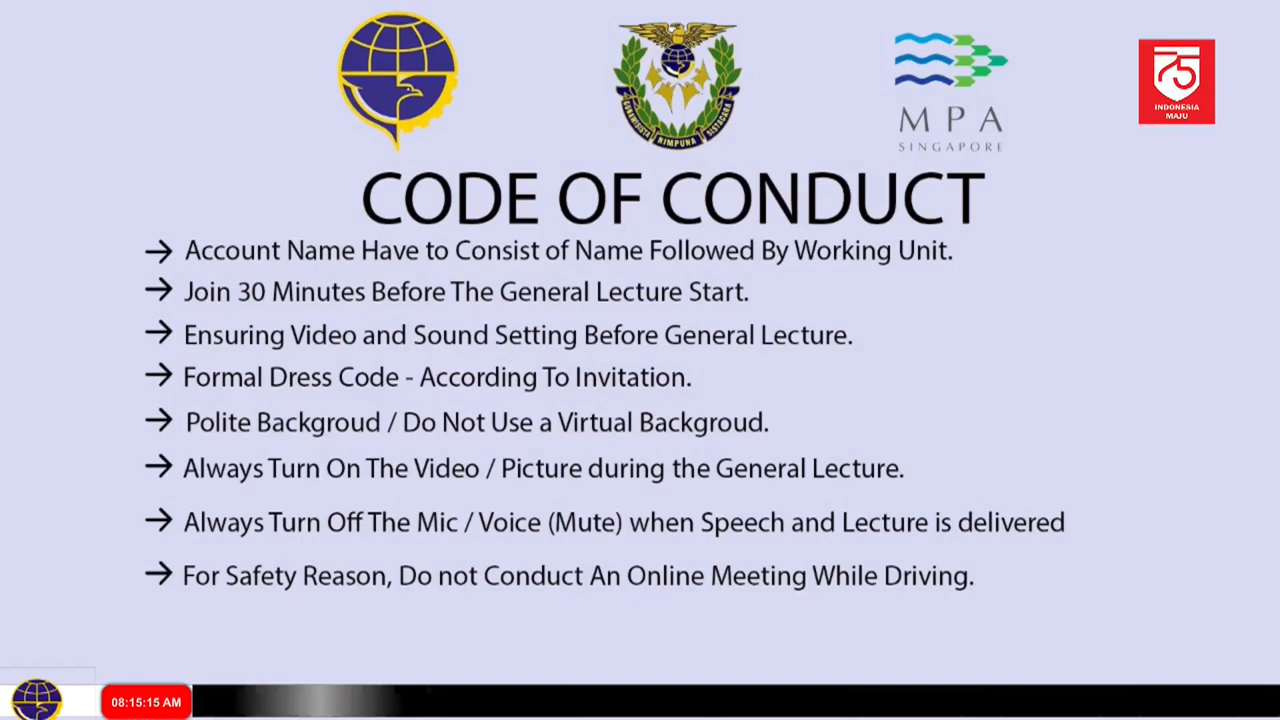 75
INDONESIA
MAJU
MPA
SINGAPORE
CODE OF CONDUCT
→ Account Name Have to Consist of Name Followed By Working Unit.
→ Join 30 Minutes Before The General Lecture Start.
→ Ensuring Video and Sound Setting Before General Lecture.
→ Formal Dress Code - According To Invitation.
→ Polite Backgroud / Do Not Use a Virtual Backgroud.
→ Always Turn On The Video / Picture during the General Lecture.
→ Always Turn Off The Mic / Voice (Mute) when Speech and Lecture is delivered
→ For Safety Reason, Do not Conduct An Online Meeting While Driving.
08:15:15 AM